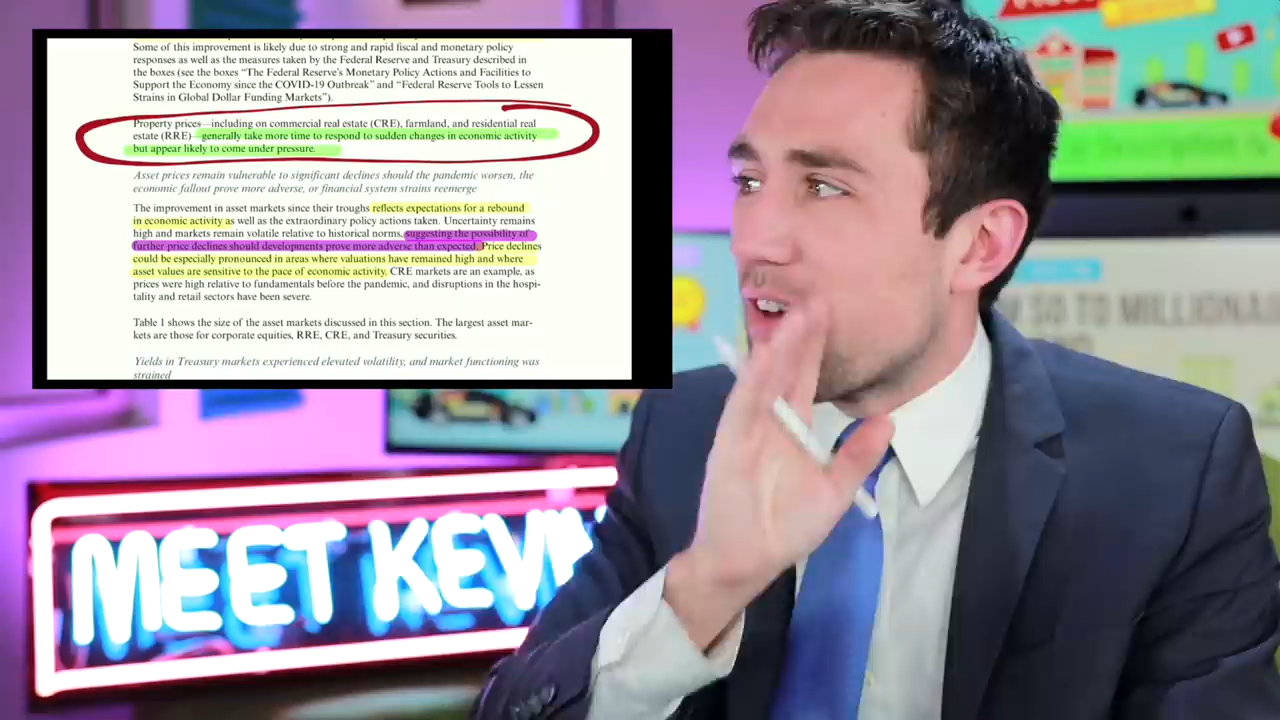 Some of this improvement is likely due to strong and rapid fiscal and monetary policy
responses as well as the measures taken by the Federal Reserve and Treasury described in
the boxes (see the boxes “The Federal Reserve’s Monetary Policy Actions and Facilities to
Support the Economy since the COVID-19 Outbreak” and “Federal Reserve Tools to Lessen
Strains in Global Dollar Funding Markets”).
Property prices—including on commercial real estate (CRE), farmland, and residential real
estate (RRE)—generally take more time to respond to sudden changes in economic activity
but appear likely to come under pressure.
Asset prices remain vulnerable to significant declines should the pandemic worsen, the
economic fallout prove more adverse, or financial system strains reemerge
The improvement in asset markets since their troughs reflects expectations for a rebound
in economic activity as well as the extraordinary policy actions taken. Uncertainty remains
high and markets remain volatile relative to historical norms, suggesting the possibility of
further price declines should developments prove more adverse than expected. Price declines
could be especially pronounced in areas where valuations have remained high and where
asset values are sensitive to the pace of economic activity. CRE markets are an example, as
prices were high relative to fundamentals before the pandemic, and disruptions in the hospi-
tality and retail sectors have been severe.
Table 1 shows the size of the asset markets discussed in this section. The largest asset mar-
kets are those for corporate equities, RRE, CRE, and Treasury securities.
Yields in Treasury markets experienced elevated volatility, and market functioning was
strained
MEET KEVIN
$0 TO MILLIONA